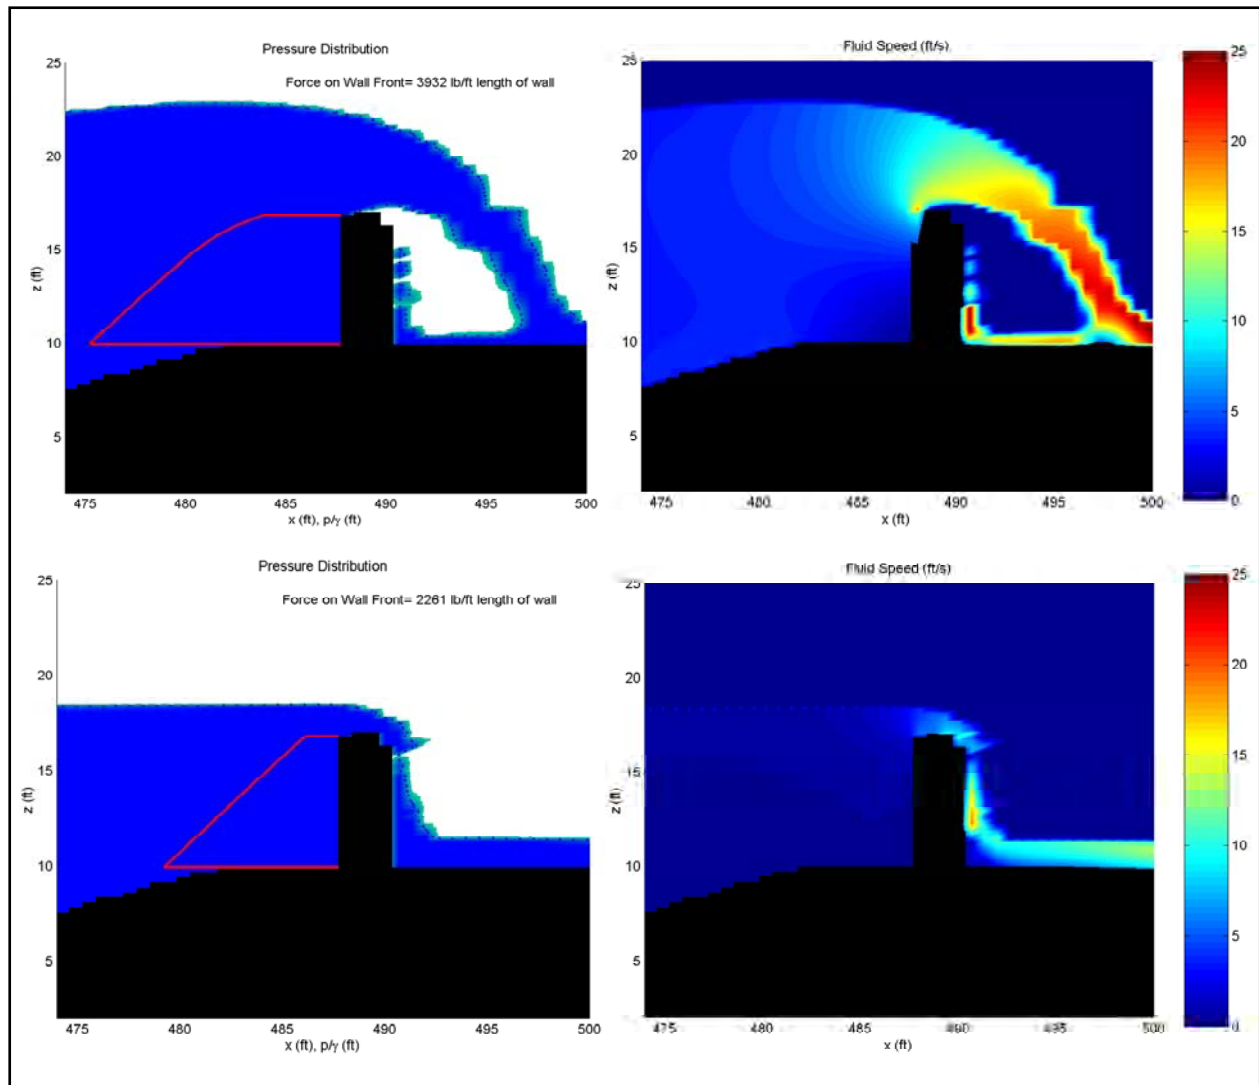 Pressure Distribution
Force on Wall Front= 3932 lb/ft length of wall
25
20
15
10
5
z (ft)
475 480 485 490 495 500
x (ft), p/γ (ft)
Fluid Speed (ft/s)
25
20
15
10
5
z (ft)
475 480 485 490 495 500
x (ft)
25
20
15
10
5
0
Pressure Distribution
Force on Wall Front= 2261 lb/ft length of wall
25
20
15
10
5
z (ft)
475 480 485 490 495 500
x (ft), p/γ (ft)
Fluid Speed (ft/s)
25
20
15
10
5
z (ft)
475 480 485 490 495 500
x (ft)
25
20
15
10
5
0